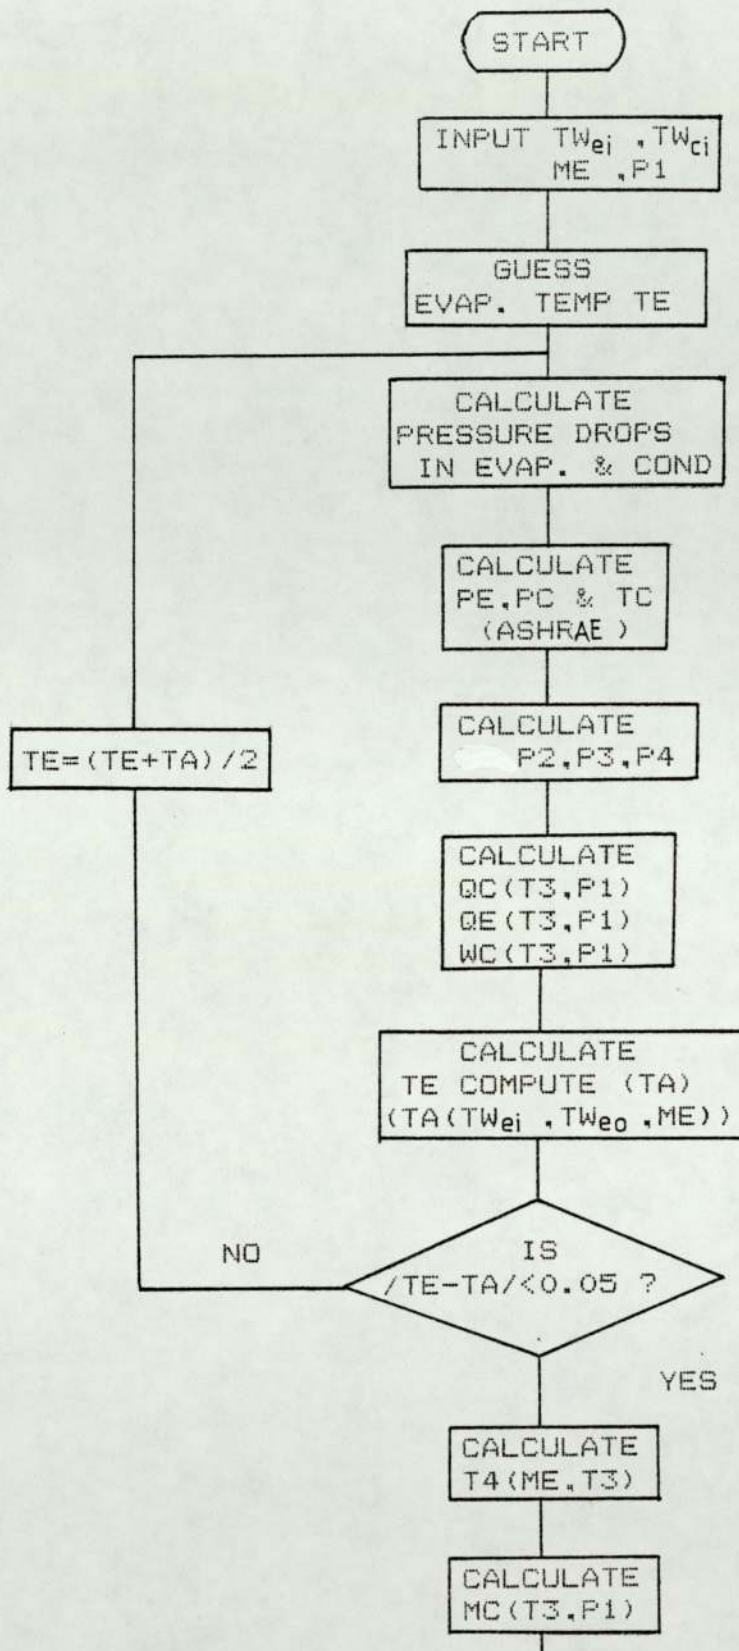 START
INPUT TWei , TWci
ME , P1
GUESS
EVAP. TEMP TE
CALCULATE
PRESSURE DROPS
IN EVAP. & COND
CALCULATE
PE, PC & TC
(ASHRAE )
CALCULATE
P2, P3, P4
TE=(TE+TA)/2
CALCULATE
QC(T3,P1)
QE(T3,P1)
WC(T3,P1)
CALCULATE
TE COMPUTE (TA)
(TA(TWei , TWeo , ME))
IS
/TE-TA/<0.05 ?
NO
YES
CALCULATE
T4(ME,T3)
CALCULATE
MC(T3,P1)